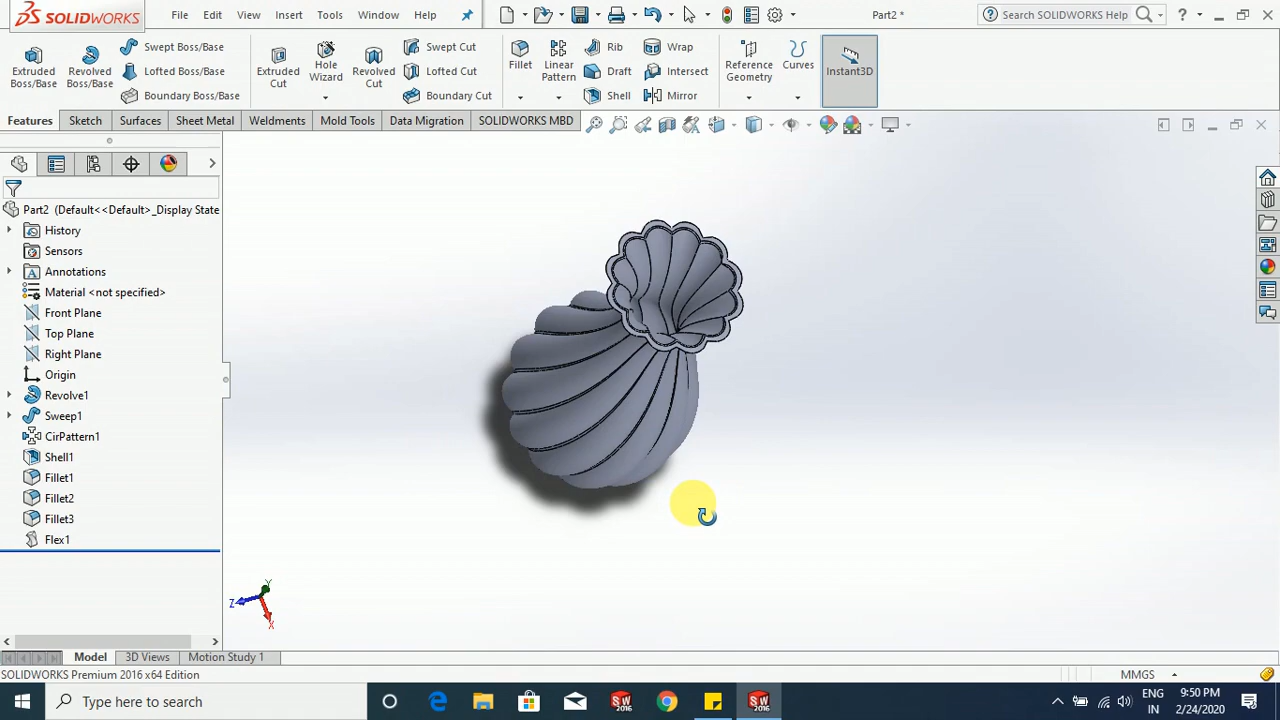 SOLIDWORKS
File Edit View Insert Tools Window Help
Part2 *
Search SOLIDWORKS Help
Extruded Boss/Base
Revolved Boss/Base
Swept Boss/Base
Lofted Boss/Base
Boundary Boss/Base
Extruded Cut
Hole Wizard
Revolved Cut
Swept Cut
Lofted Cut
Boundary Cut
Fillet
Linear Pattern
Rib
Draft
Shell
Wrap
Intersect
Mirror
Reference Geometry
Curves
Instant3D
Features Sketch Surfaces Sheet Metal Weldments Mold Tools Data Migration SOLIDWORKS MBD
Part2 (Default<<Default>_Display State
History
Sensors
Annotations
Material <not specified>
Front Plane
Top Plane
Right Plane
Origin
Revolve1
Sweep1
CirPattern1
Shell1
Fillet1
Fillet2
Fillet3
Flex1
Y
Z
X
Model 3D Views Motion Study 1
SOLIDWORKS Premium 2016 x64 Edition
MMGS
Type here to search
SW 2016
SW 2016
ENG
IN
9:50 PM
2/24/2020